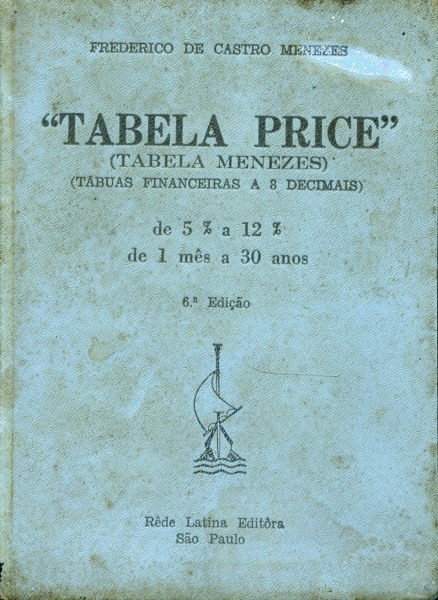 FREDERICO DE CASTRO MENEZES
“TABELA PRICE”
(TABELA MENEZES)
(TÁBUAS FINANCEIRAS A 8 DECIMAIS)
de 5 % a 12 %
de 1 mês a 30 anos
6.ª Edição
Rêde Latina Editôra
São Paulo